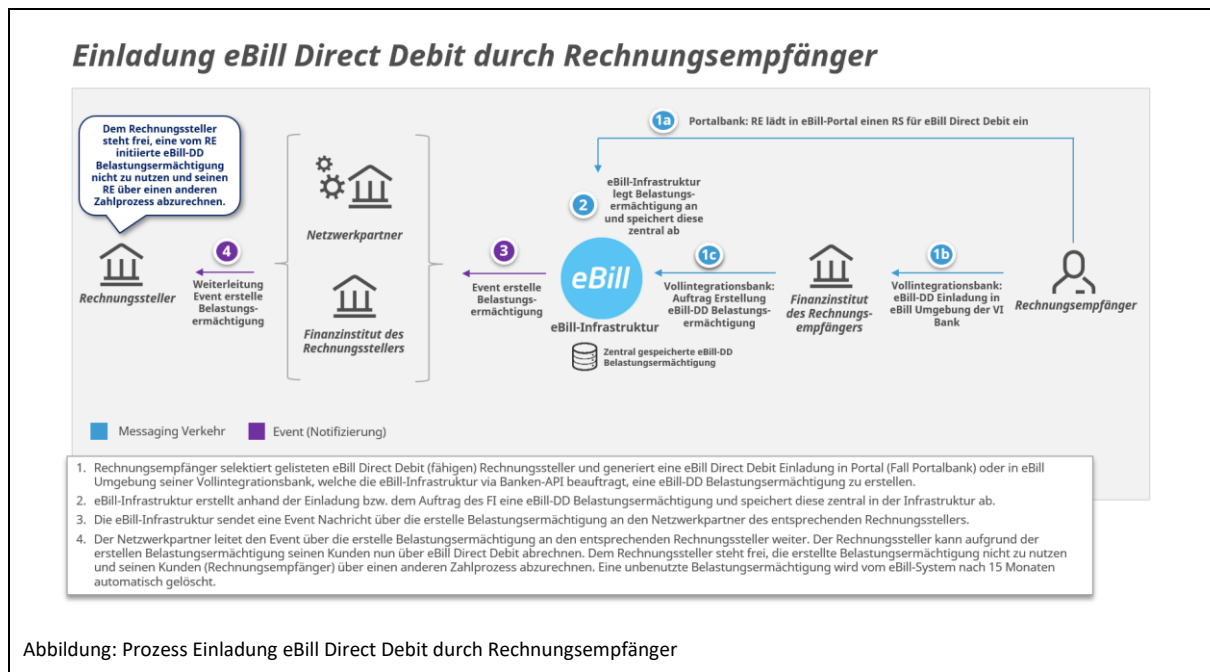 Einladung eBill Direct Debit durch Rechnungsempfänger
Dem Rechnungssteller
steht frei, eine vom RE
initiierte eBill-DD
Belastungsermächtigung
nicht zu nutzen und seinen
RE über einen anderen
Zahlprozess abzurechnen.
Rechnungssteller
4
Weiterleitung
Event erstelle
Belastungs-
ermächtigung
Netzwerkpartner
Finanzinstitut des
Rechnungsstellers
3
Event erstelle
Belastungs-
ermächtigung
1a
Portalbank: RE lädt in eBill-Portal einen RS für eBill Direct Debit ein
2
eBill-Infrastruktur
legt Belastungs-
ermächtigung an
und speichert diese
zentral ab
eBill
eBill-Infrastruktur
Zentral gespeicherte eBill-DD
Belastungsermächtigung
1c
Vollintegrationsbank:
Auftrag Erstellung
eBill-DD Belastungs-
ermächtigung
Finanzinstitut
des Rechnungs-
empfängers
1b
Vollintegrationsbank:
eBill-DD Einladung in
eBill Umgebung der VI
Bank
Rechnungsempfänger
Messaging Verkehr
Event (Notifizierung)
1. Rechnungsempfänger selektiert gelisteten eBill Direct Debit (fähigen) Rechnungssteller und generiert eine eBill Direct Debit Einladung in Portal (Fall Portalbank) oder in eBill
Umgebung seiner Vollintegrationsbank, welche die eBill-Infrastruktur via Banken-API beauftragt, eine eBill-DD Belastungsermächtigung zu erstellen.
2. eBill-Infrastruktur erstellt anhand der Einladung bzw. dem Auftrag des FI eine eBill-DD Belastungsermächtigung und speichert diese zentral in der Infrastruktur ab.
3. Die eBill-Infrastruktur sendet eine Event Nachricht über die erstelle Belastungsermächtigung an den Netzwerkpartner des entsprechenden Rechnungsstellers.
4. Der Netzwerkpartner leitet den Event über die erstelle Belastungsermächtigung an den entsprechenden Rechnungssteller weiter. Der Rechnungssteller kann aufgrund der
erstellen Belastungsermächtigung seinen Kunden nun über eBill Direct Debit abrechnen. Dem Rechnungssteller steht frei, die erstellte Belastungsermächtigung nicht zu nutzen
und seinen Kunden (Rechnungsempfänger) über einen anderen Zahlprozess abzurechnen. Eine unbenutzte Belastungsermächtigung wird vom eBill-System nach 15 Monaten
automatisch gelöscht.
Abbildung: Prozess Einladung eBill Direct Debit durch Rechnungsempfänger